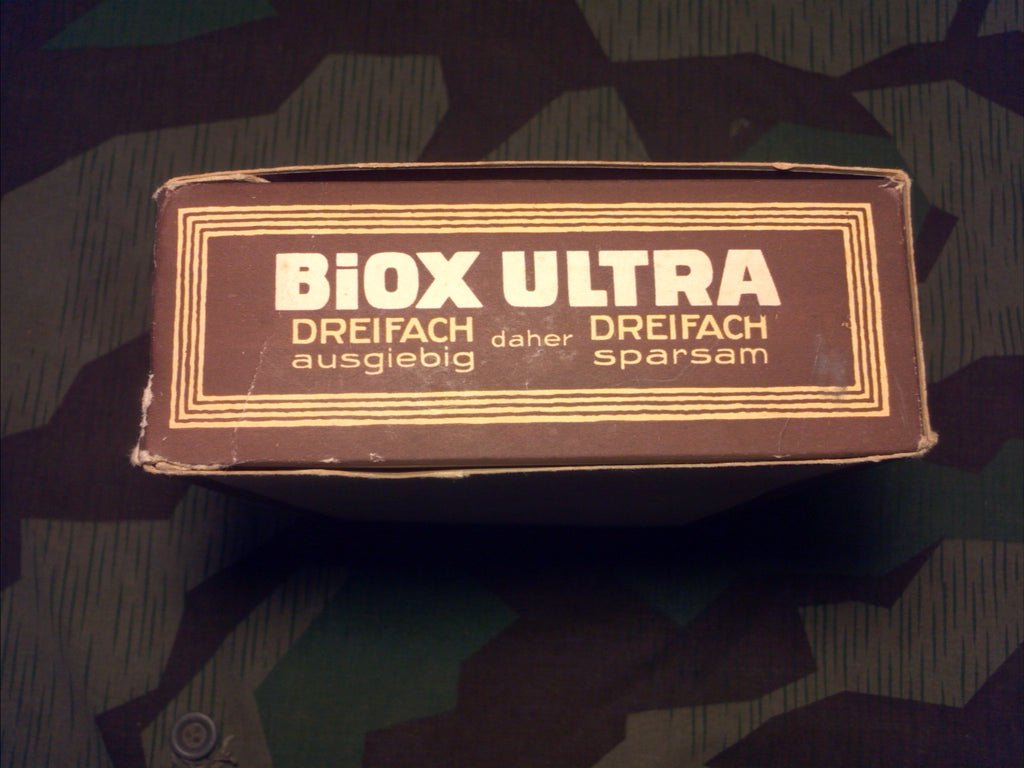 BiOX ULTRA
DREIFACH daher DREIFACH
ausgiebig sparsam